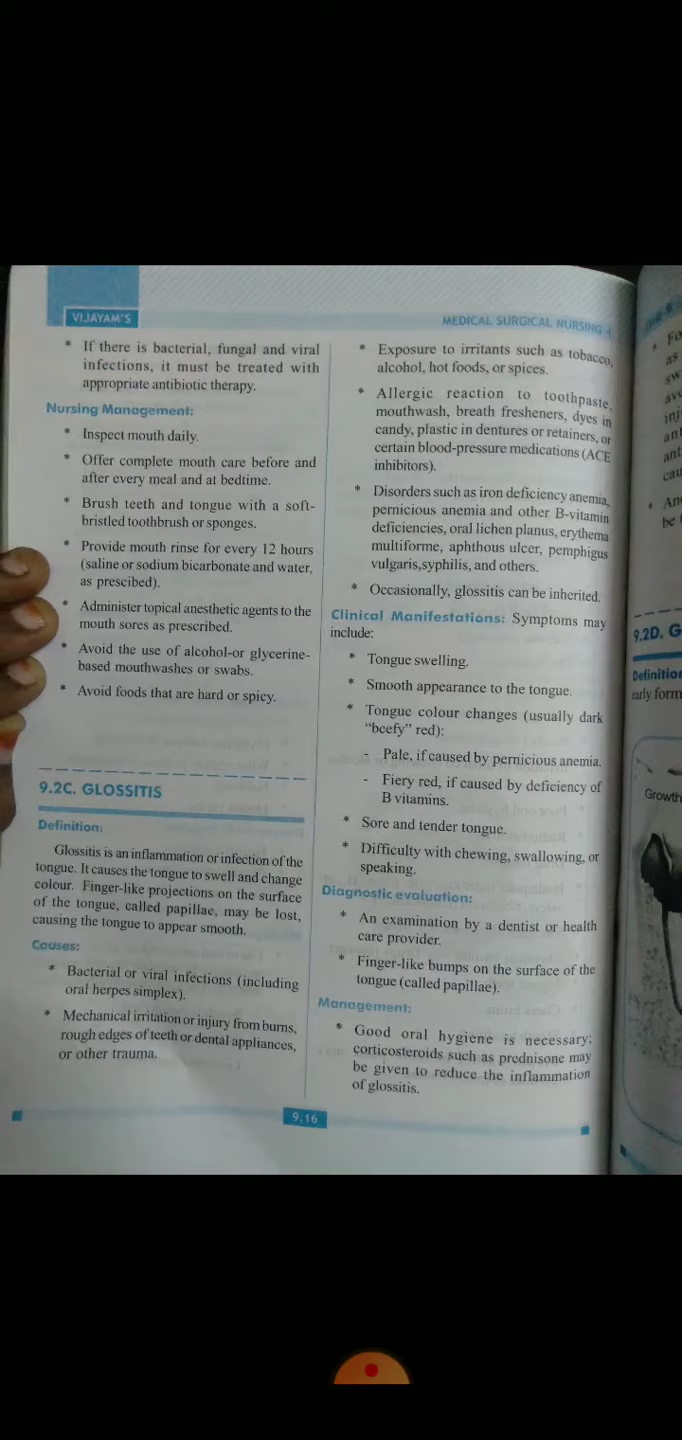 VIJAYAM'S
MEDICAL SURGICAL NURSING -I
* If there is bacterial, fungal and viral
infections, it must be treated with
appropriate antibiotic therapy.
Nursing Management:
* Inspect mouth daily.
* Offer complete mouth care before and
after every meal and at bedtime.
* Brush teeth and tongue with a soft-
bristled toothbrush or sponges.
* Provide mouth rinse for every 12 hours
(saline or sodium bicarbonate and water,
as prescibed).
* Administer topical anesthetic agents to the
mouth sores as prescribed.
* Avoid the use of alcohol-or glycerine-
based mouthwashes or swabs.
* Avoid foods that are hard or spicy.
9.2C. GLOSSITIS
Definition:
Glossitis is an inflammation or infection of the
tongue. It causes the tongue to swell and change
colour. Finger-like projections on the surface
of the tongue, called papillae, may be lost,
causing the tongue to appear smooth.
Causes:
* Bacterial or viral infections (including
oral herpes simplex).
* Mechanical irritation or injury from burns,
rough edges of teeth or dental appliances,
or other trauma.
* Exposure to irritants such as tobacco,
alcohol, hot foods, or spices.
* Allergic reaction to toothpaste,
mouthwash, breath fresheners, dyes in
candy, plastic in dentures or retainers, or
certain blood-pressure medications (ACE
inhibitors).
* Disorders such as iron deficiency anemia,
pernicious anemia and other B-vitamin
deficiencies, oral lichen planus, erythema
multiforme, aphthous ulcer, pemphigus
vulgaris,syphilis, and others.
* Occasionally, glossitis can be inherited.
Clinical Manifestations: Symptoms may
include:
* Tongue swelling.
* Smooth appearance to the tongue.
* Tongue colour changes (usually dark
“beefy” red):
- Pale, if caused by pernicious anemia.
- Fiery red, if caused by deficiency of
B vitamins.
* Sore and tender tongue.
* Difficulty with chewing, swallowing, or
speaking.
Diagnostic evaluation:
* An examination by a dentist or health
care provider.
* Finger-like bumps on the surface of the
tongue (called papillae).
Management:
* Good oral hygiene is necessary;
corticosteroids such as prednisone may
be given to reduce the inflammation
of glossitis.
9.16
* Fo
as
sw
avo
inj
ant
ant
cau
* An
be
9.2D. G
Definition
early form
Growth